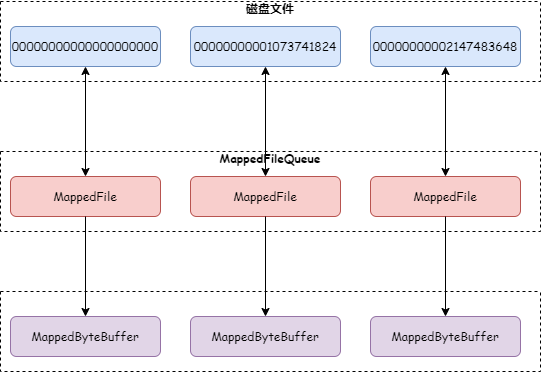 磁盘文件
00000000000000000000 00000000001073741824 00000000002147483648
MappedFileQueue
MappedFile MappedFile MappedFile
MappedByteBuffer MappedByteBuffer MappedByteBuffer